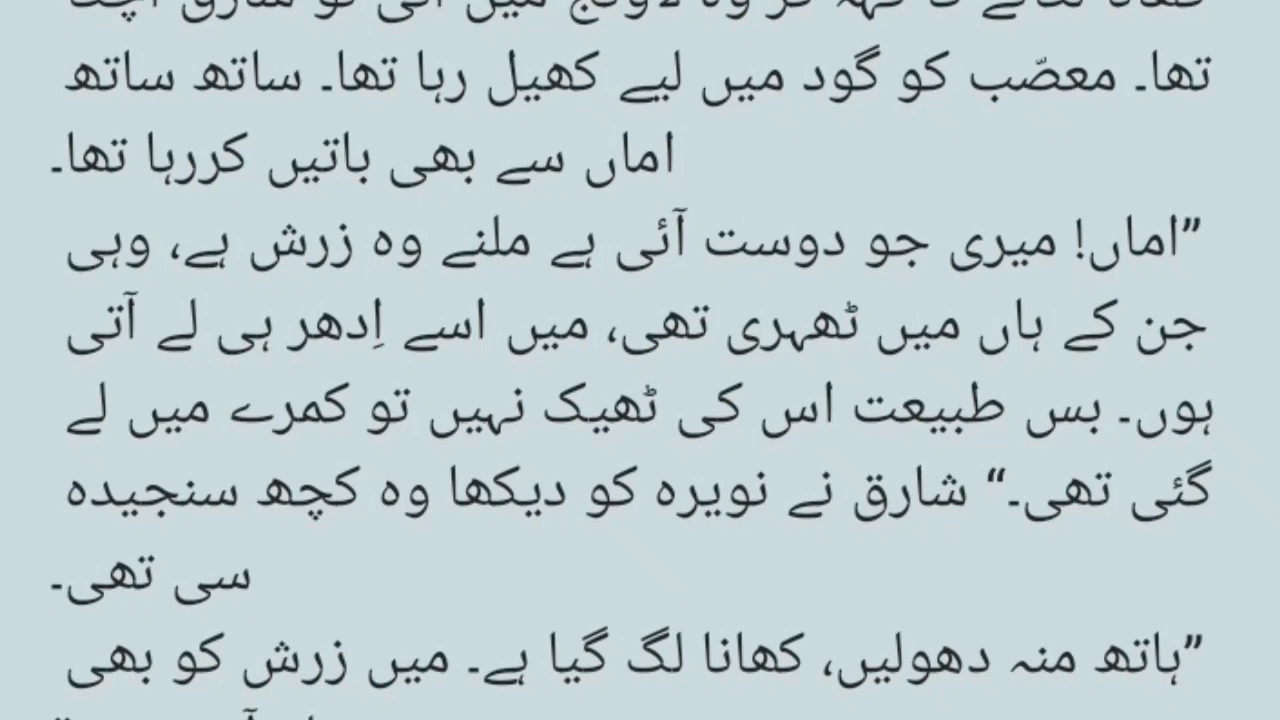 تھا۔ معصّب کو گود میں لیے کھیل رہا تھا۔ ساتھ ساتھ
اماں سے بھی باتیں کررہا تھا۔
”اماں! میری جو دوست آئی ہے ملنے وہ زرش ہے، وہی
جن کے ہاں میں ٹھہری تھی، میں اسے اِدھر ہی لے آتی
ہوں۔ بس طبیعت اس کی ٹھیک نہیں تو کمرے میں لے
گئی تھی۔“ شارق نے نویرہ کو دیکھا وہ کچھ سنجیدہ
سی تھی۔
”ہاتھ منہ دھولیں، کھانا لگ گیا ہے۔ میں زرش کو بھی